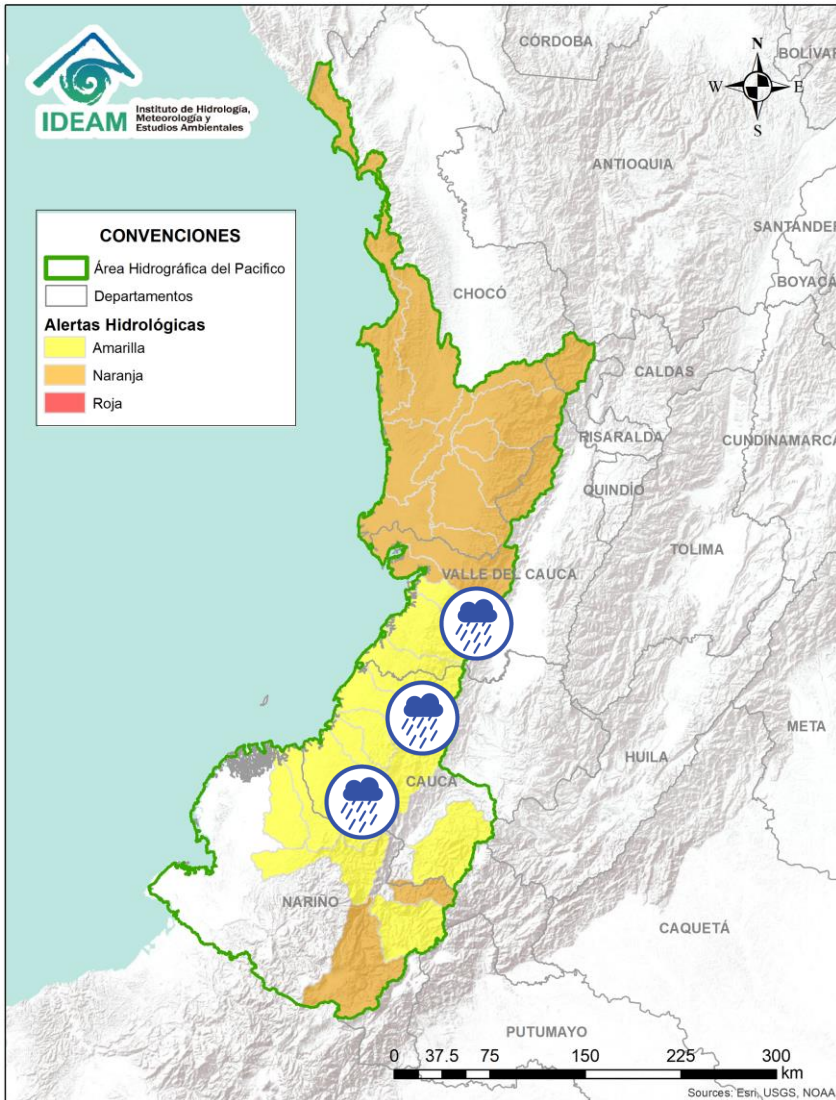 CÓRDOBA
BOLÍVAR
N
W E
S
IDEAM Instituto de Hidrología,
Meteorología y
Estudios Ambientales
ANTIOQUIA
SANTANDER
CONVENCIONES
Área Hidrográfica del Pacifico
Departamentos
Alertas Hidrológicas
Amarilla
Naranja
Roja
BOYACÁ
CHOCÓ
CALDAS
RISARALDA
CUNDINAMARCA
QUINDÍO
TOLIMA
VALLE DEL CAUCA
META
HUILA
CAUCA
NARIÑO
CAQUETÁ
PUTUMAYO
0 37.5 75 150 225 300
km
Sources: Esri, USGS, NOAA